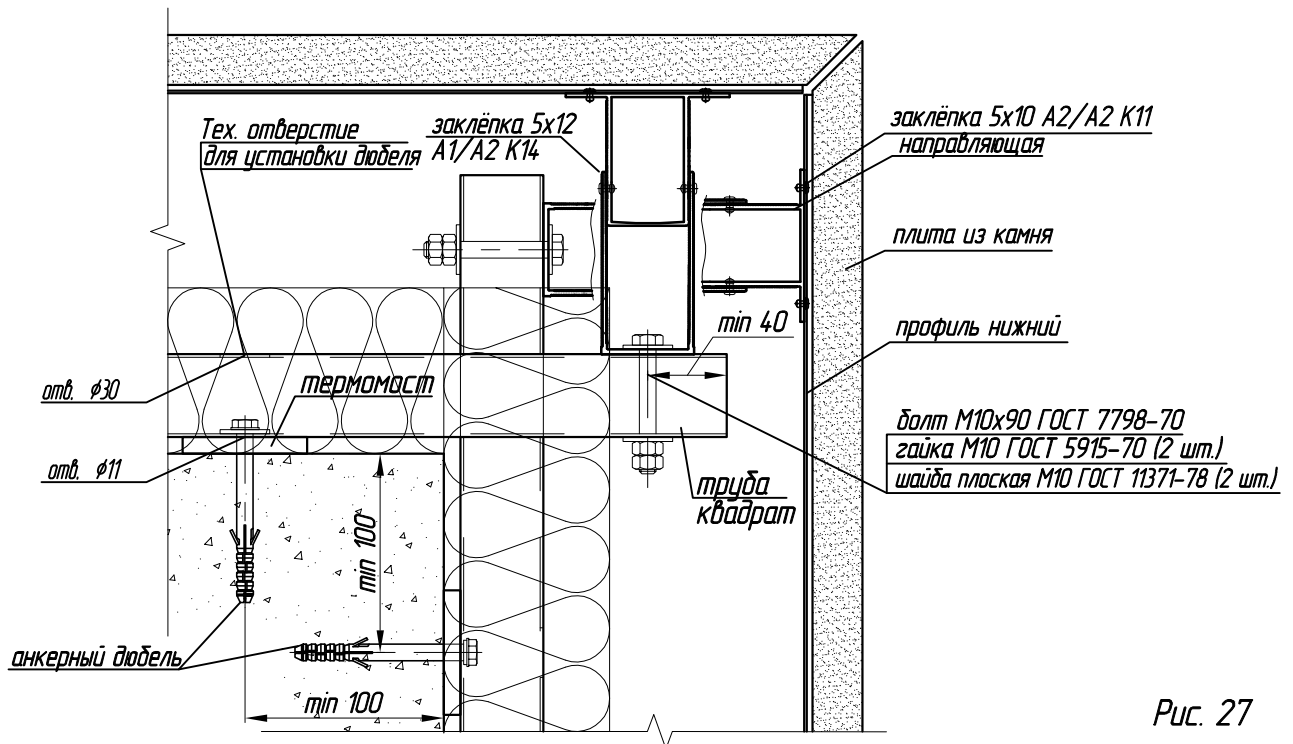 Тех. отверстие
для установки дюбеля
заклёпка 5х12
А1/А2 К14
заклёпка 5х10 А2/А2 К11
направляющая
плита из камня
min 40
профиль нижний
отв. ϕ30
термомост
болт М10х90 ГОСТ 7798-70
гайка М10 ГОСТ 5915-70 (2 шт.)
шайба плоская М10 ГОСТ 11371-78 (2 шт.)
отв. ϕ11
труба
квадрат
min 100
анкерный дюбель
min 100
Рис. 27